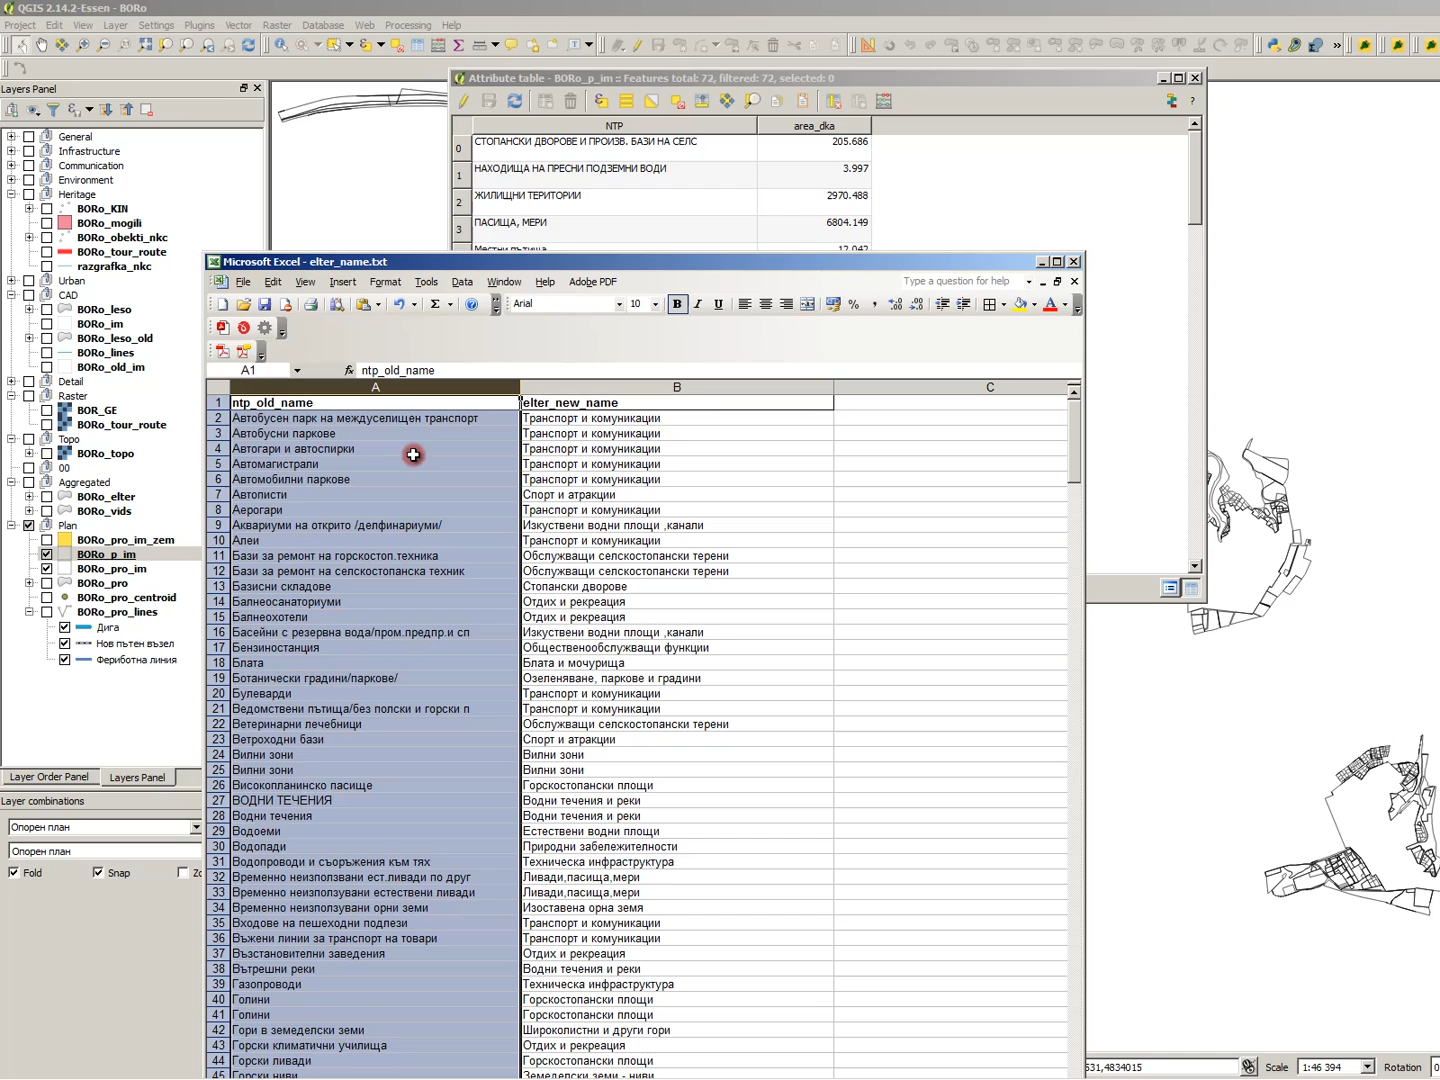 QGIS 2.14.2-Essen - BORo
Project Edit View Layer Settings Plugins Vector Raster Database Web Processing Help
Layers Panel
General
Infrastructure
Communication
Environment
Heritage
BORo_KIN
BORo_mogili
BORo_obekti_nkc
BORo_tour_route
razgrafka_nkc
Urban
CAD
BORo_leso
BORo_im
BORo_leso_old
BORo_lines
BORo_old_im
Detail
Raster
BOR_GE
BORo_tour_route
Topo
BORo_topo
00
Aggregated
BORo_elter
BORo_vids
Plan
BORo_pro_im_zem
BORo_p_im
BORo_pro_im
BORo_pro
BORo_pro_centroid
BORo_pro_lines
Дига
Нов пътен възел
Фериботна линия
Layer Order Panel Layers Panel
Layer combinations
Опорен план
Опорен план
Fold Snap
Attribute table - BORo_p_im :: Features total: 72, filtered: 72, selected: 0
NTP area_dka
0 СТОПАНСКИ ДВОРОВЕ И ПРОИЗВ. БАЗИ НА СЕЛС 205.686
1 НАХОДИЩА НА ПРЕСНИ ПОДЗЕМНИ ВОДИ 3.997
2 ЖИЛИЩНИ ТЕРИТОРИИ 2970.488
3 ПАСИЩА, МЕРИ 6804.149
Местни пътища 12.042
Microsoft Excel - elter_name.txt
File Edit View Insert Format Tools Data Window Help Adobe PDF Type a question for help
Arial 10 B I U
A1 fx ntp_old_name
A B C
1 ntp_old_name elter_new_name
2 Автобусен парк на междуселищен транспорт Транспорт и комуникации
3 Автобусни паркове Транспорт и комуникации
4 Автогари и автоспирки Транспорт и комуникации
5 Автомагистрали Транспорт и комуникации
6 Автомобилни паркове Транспорт и комуникации
7 Автописти Спорт и атракции
8 Аерогари Транспорт и комуникации
9 Аквариуми на открито /делфинариуми/ Изкуствени водни площи ,канали
10 Алеи Транспорт и комуникации
11 Бази за ремонт на горскостоп.техника Обслужващи селскостопански терени
12 Бази за ремонт на селскостопанска техник Обслужващи селскостопански терени
13 Базисни складове Стопански дворове
14 Балнеосанаториуми Отдих и рекреация
15 Балнеохотели Отдих и рекреация
16 Басейни с резервна вода/пром.предпр.и сп Изкуствени водни площи ,канали
17 Бензиностанция Общественообслужващи функции
18 Блата Блата и мочурища
19 Ботанически градини/паркове/ Озеленяване, паркове и градини
20 Булеварди Транспорт и комуникации
21 Ведомствени пътища/без полски и горски п Транспорт и комуникации
22 Ветеринарни лечебници Обслужващи селскостопански терени
23 Ветроходни бази Спорт и атракции
24 Вилни зони Вилни зони
25 Вилни зони Вилни зони
26 Високопланинско пасище Горскостопански площи
27 ВОДНИ ТЕЧЕНИЯ Водни течения и реки
28 Водни течения Водни течения и реки
29 Водоеми Естествени водни площи
30 Водопади Природни забележителности
31 Водопроводи и съоръжения към тях Техническа инфраструктура
32 Временно неизползвани ест.ливади по друг Ливади,пасища,мери
33 Временно неизползувани естествени ливади Ливади,пасища,мери
34 Временно неизползувани орни земи Изоставена орна земя
35 Входове на пешеходни подлези Транспорт и комуникации
36 Въжени линии за транспорт на товари Транспорт и комуникации
37 Възстановителни заведения Отдих и рекреация
38 Вътрешни реки Водни течения и реки
39 Газопроводи Техническа инфраструктура
40 Голини Горскостопански площи
41 Голини Горскостопански площи
42 Гори в земеделски земи Широколистни и други гори
43 Горски климатични училища Отдих и рекреация
44 Горски ливади Горскостопански площи
45 Горски ниви Земеделски земи - ниви
531,4834015 Scale 1:46 394 Rotation